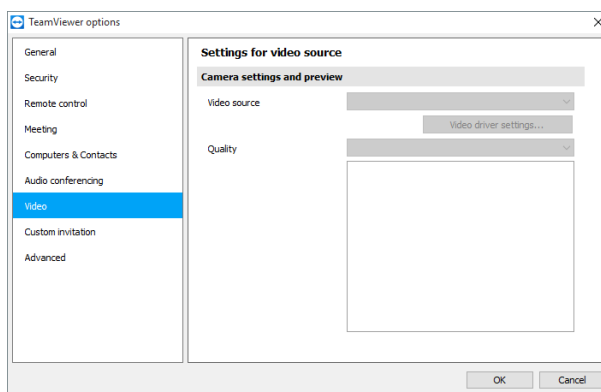 TeamViewer options
General
Security
Remote control
Meeting
Computers & Contacts
Audio conferencing
Video
Custom invitation
Advanced
Settings for video source
Camera settings and preview
Video source
Video driver settings...
Quality
OK
Cancel